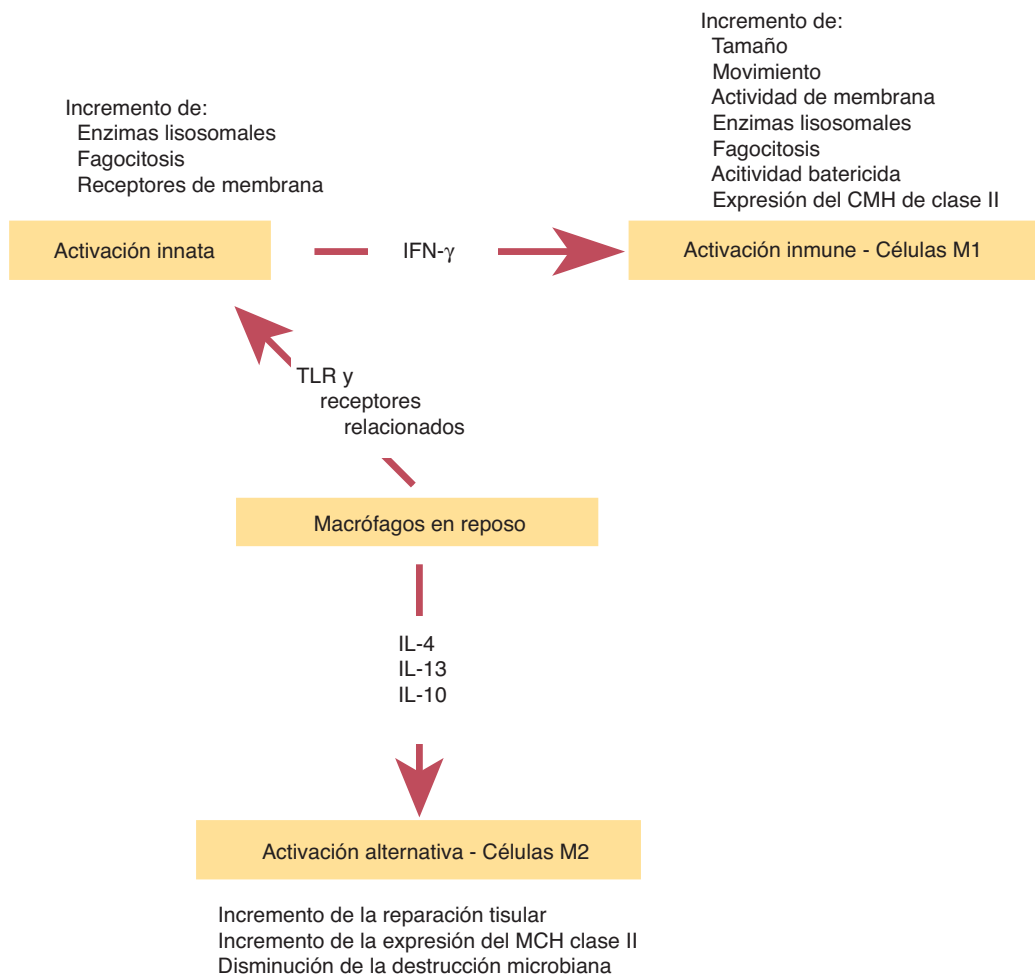 Incremento de:
Tamaño
Movimiento
Actividad de membrana
Enzimas lisosomales
Fagocitosis
Acitividad batericida
Expresión del CMH de clase II
Incremento de:
Enzimas lisosomales
Fagocitosis
Receptores de membrana
Activación innata
IFN-γ
Activación inmune - Células M1
TLR y
receptores
relacionados
Macrófagos en reposo
IL-4
IL-13
IL-10
Activación alternativa - Células M2
Incremento de la reparación tisular
Incremento de la expresión del MCH clase II
Disminución de la destrucción microbiana